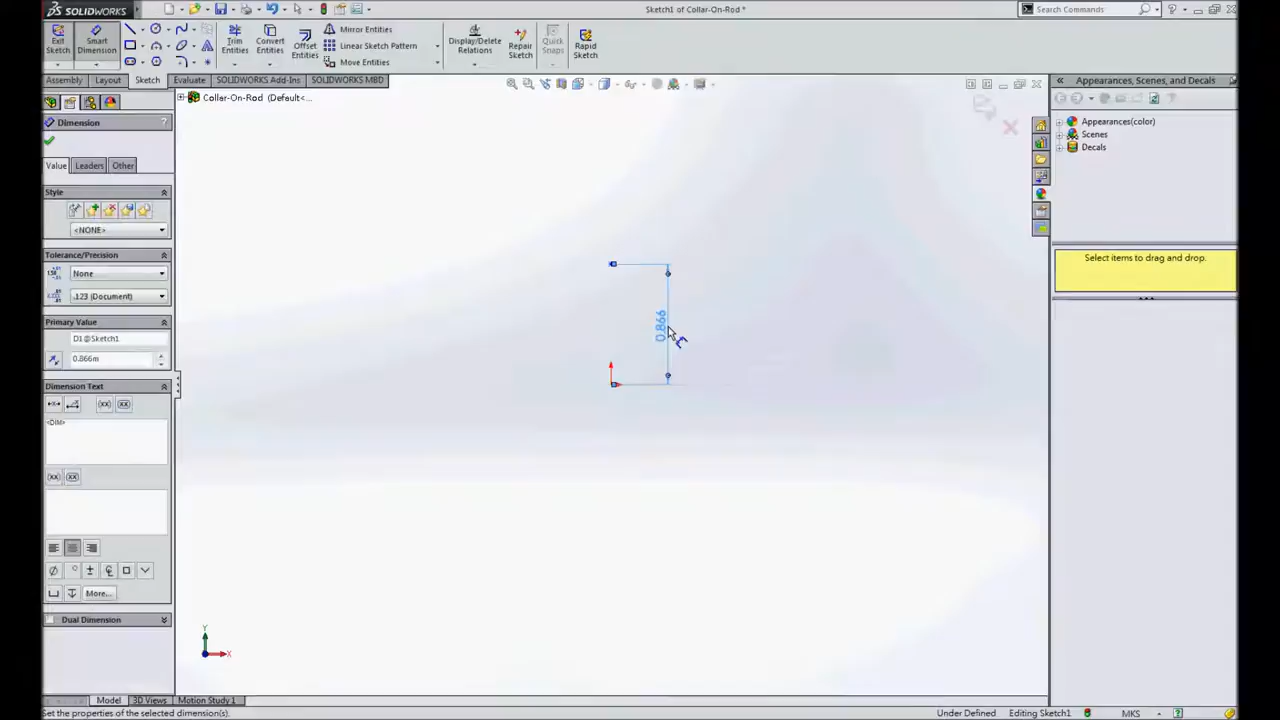 SOLIDWORKS
Sketch1 of Collar-On-Rod *
Search Commands
Exit Sketch
Smart Dimension
Trim Entities
Convert Entities
Offset Entities
Mirror Entities
Linear Sketch Pattern
Move Entities
Display/Delete Relations
Repair Sketch
Quick Snaps
Rapid Sketch
Assembly
Layout
Sketch
Evaluate
SOLIDWORKS Add-Ins
SOLIDWORKS MBD
Collar-On-Rod (Default<...
Dimension
?
Value
Leaders
Other
Style
<NONE>
Tolerance/Precision
None
.123 (Document)
Primary Value
D1@Sketch1
0.866m
Dimension Text
<DIM>
More...
Dual Dimension
0.866
Y
X
Appearances, Scenes, and Decals
Appearances(color)
Scenes
Decals
Select items to drag and drop.
Model
3D Views
Motion Study 1
Set the properties of the selected dimension(s).
Under Defined
Editing Sketch1
MKS